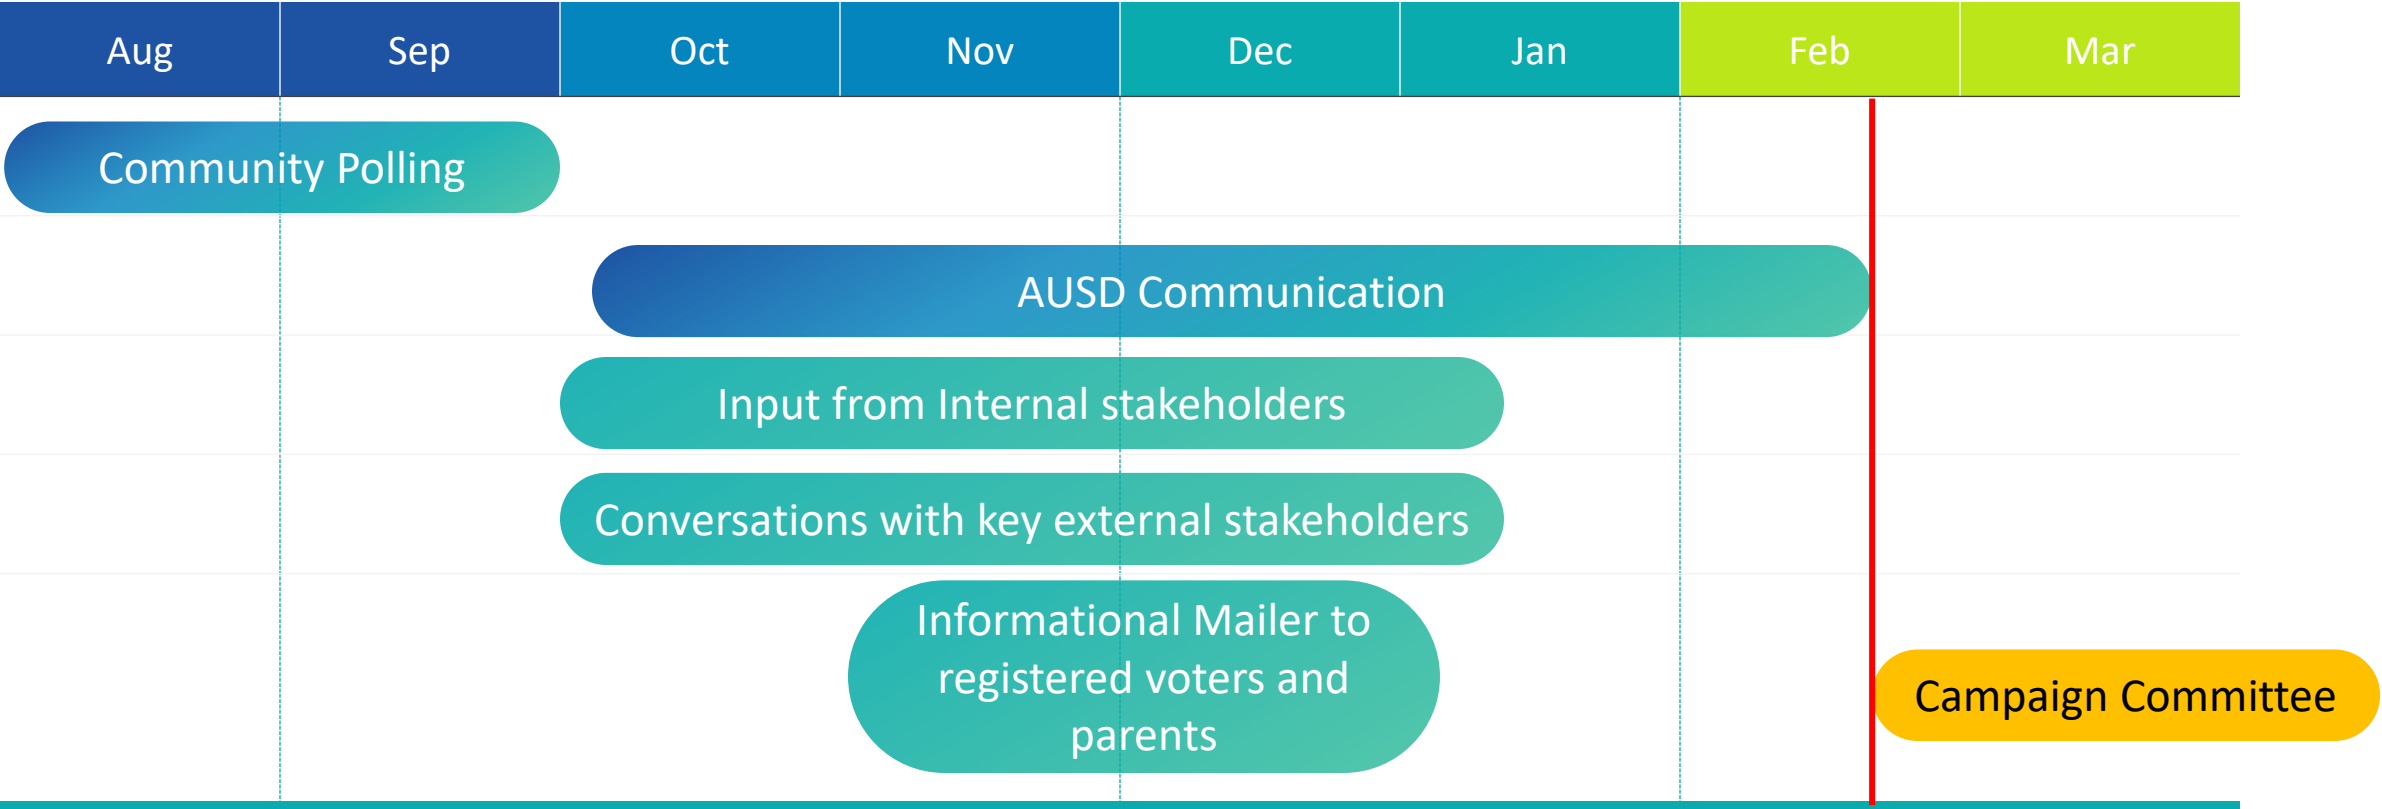 Aug Sep Oct Nov Dec Jan Feb Mar
Community Polling
AUSD Communication
Input from Internal stakeholders
Conversations with key external stakeholders
Informational Mailer to
registered voters and
parents
Campaign Committee